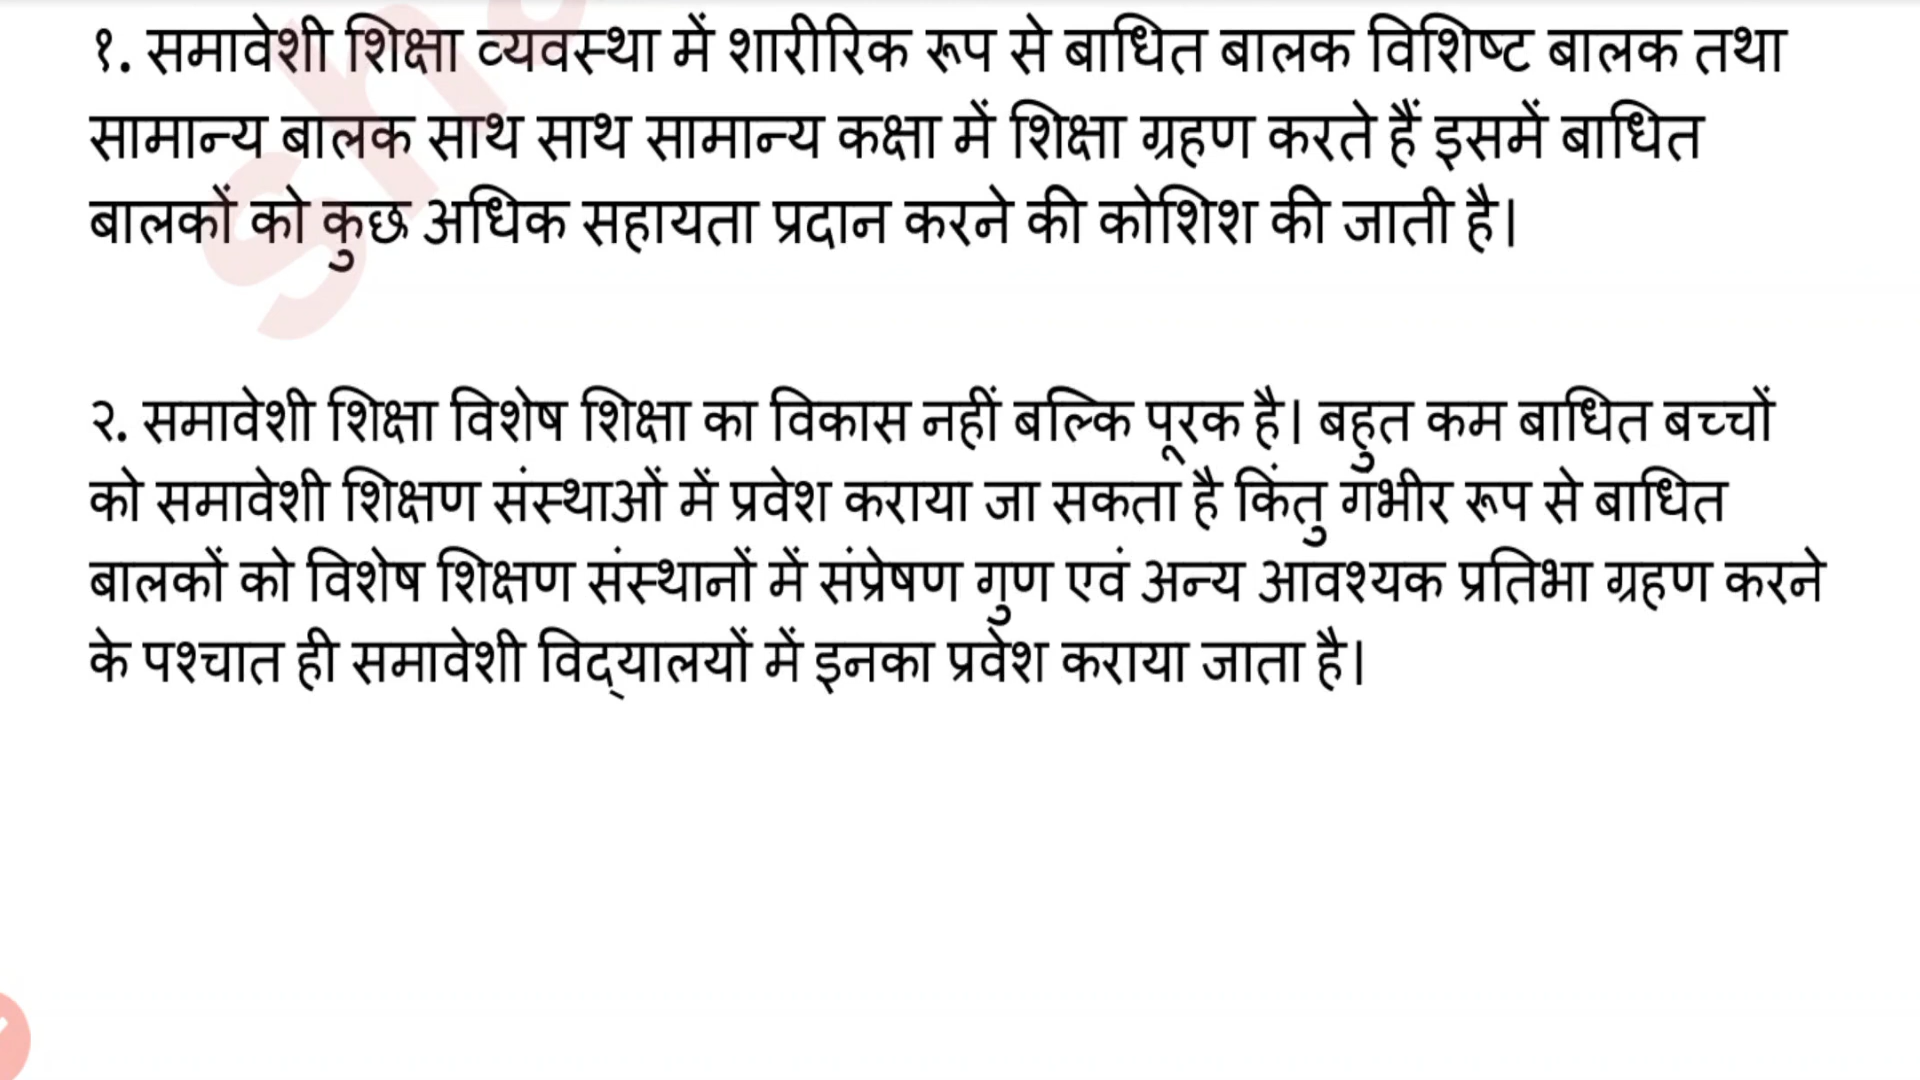 १. समावेशी शिक्षा व्यवस्था में शारीरिक रूप से बाधित बालक विशिष्ट बालक तथा
सामान्य बालक साथ साथ सामान्य कक्षा में शिक्षा ग्रहण करते हैं इसमें बाधित
बालकों को कुछ अधिक सहायता प्रदान करने की कोशिश की जाती है।
२. समावेशी शिक्षा विशेष शिक्षा का विकास नहीं बल्कि पूरक है। बहुत कम बाधित बच्चों
को समावेशी शिक्षण संस्थाओं में प्रवेश कराया जा सकता है किंतु गंभीर रूप से बाधित
बालकों को विशेष शिक्षण संस्थानों में संप्रेषण गुण एवं अन्य आवश्यक प्रतिभा ग्रहण करने
के पश्चात ही समावेशी विद्यालयों में इनका प्रवेश कराया जाता है।